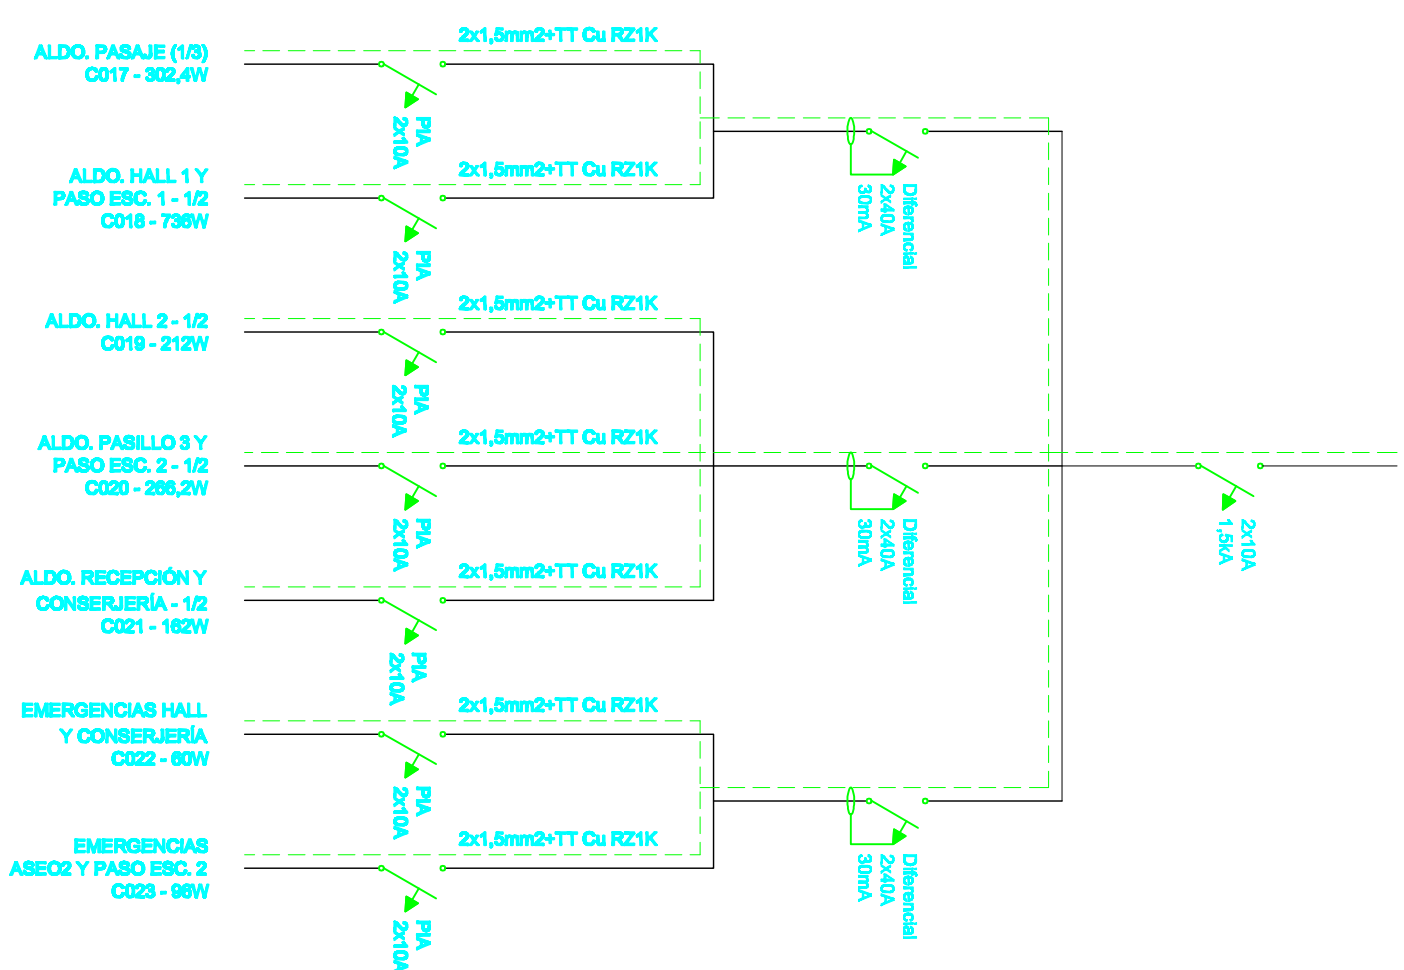 2x1,5mm2+TT Cu RZ1K
ALDO. PASAJE (1/3)
C017 - 302,4W
PIA
2x10A
2x1,5mm2+TT Cu RZ1K
ALDO. HALL 1 Y
PASO ESC. 1 - 1/2
C018 - 736W
PIA
2x10A
Diferencial
2x40A
30mA
2x1,5mm2+TT Cu RZ1K
ALDO. HALL 2 - 1/2
C019 - 212W
PIA
2x10A
2x1,5mm2+TT Cu RZ1K
ALDO. PASILLO 3 Y
PASO ESC. 2 - 1/2
C020 - 266,2W
PIA
2x10A
Diferencial
2x40A
30mA
2x10A
1,5kA
2x1,5mm2+TT Cu RZ1K
ALDO. RECEPCIÓN Y
CONSERJERÍA - 1/2
C021 - 162W
PIA
2x10A
2x1,5mm2+TT Cu RZ1K
EMERGENCIAS HALL
Y CONSERJERÍA
C022 - 60W
PIA
2x10A
2x1,5mm2+TT Cu RZ1K
EMERGENCIAS
ASEO2 Y PASO ESC. 2
C023 - 96W
PIA
2x10A
Diferencial
2x40A
30mA